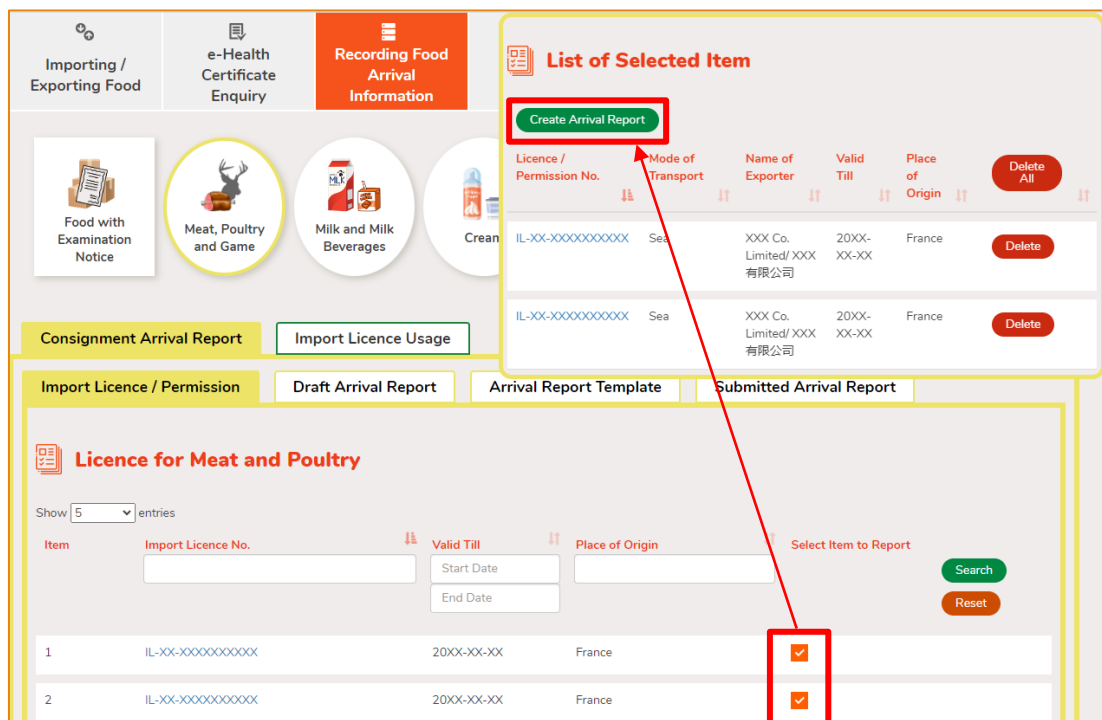 Importing /
Exporting Food
e-Health
Certificate
Enquiry
Recording Food
Arrival
Information
Food with
Examination
Notice
Meat, Poultry
and Game
MILK
Milk and Milk
Beverages
Crean
List of Selected Item
Create Arrival Report
Licence /
Permission No.
Mode of
Transport
Name of
Exporter
Valid
Till
Place
of
Origin
Delete
All
IL-XX-XXXXXXXXXX
Sea
XXX Co.
Limited/ XXX
有限公司
20XX-
XX-XX
France
Delete
IL-XX-XXXXXXXXXX
Sea
XXX Co.
Limited/ XXX
有限公司
20XX-
XX-XX
France
Delete
Consignment Arrival Report
Import Licence Usage
Import Licence / Permission
Draft Arrival Report
Arrival Report Template
Submitted Arrival Report
Licence for Meat and Poultry
Show 5 entries
Item
Import Licence No.
Valid Till
Place of Origin
Select Item to Report
Start Date
End Date
Search
Reset
1
IL-XX-XXXXXXXXXX
20XX-XX-XX
France
2
IL-XX-XXXXXXXXXX
20XX-XX-XX
France